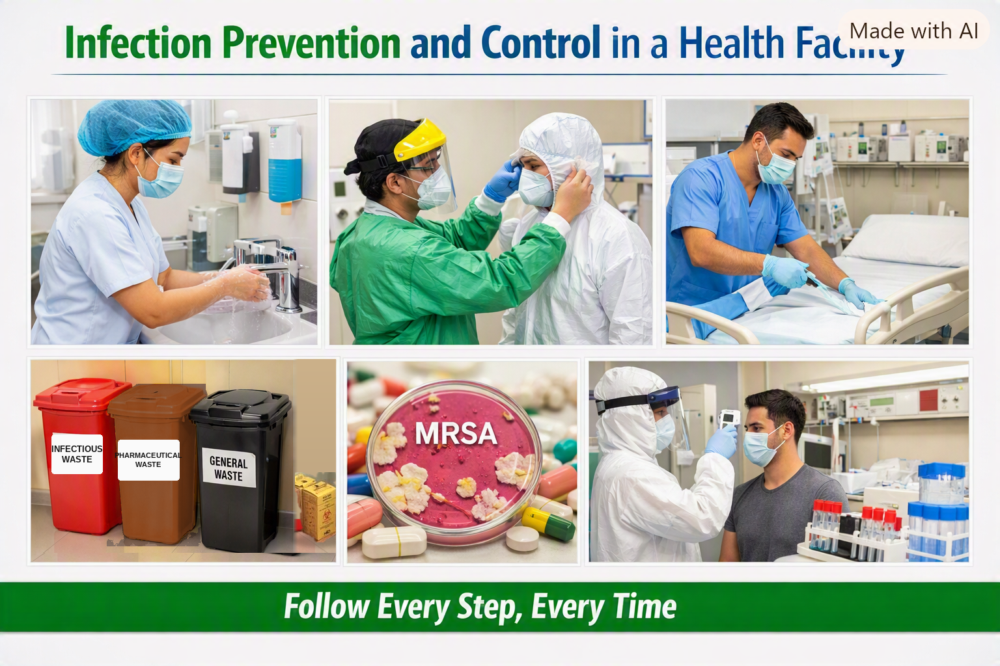 Made with AI
Infection Prevention and Control in a Health Facility
INFECTIOUS
WASTE
PHARMACEUTICAL
WASTE
GENERAL
WASTE
MRSA
Follow Every Step, Every Time